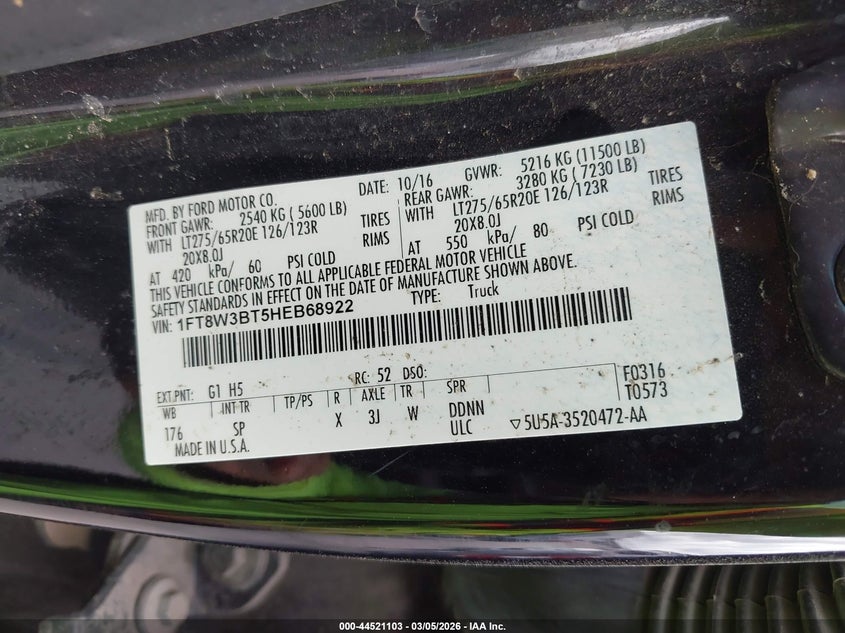 MFD. BY FORD MOTOR CO.
DATE: 10/16
GVWR: 5216 KG (11500 LB)
FRONT GAWR: 2540 KG ( 5600 LB)
REAR GAWR: 3280 KG ( 7230 LB)
WITH LT275/65R20E 126/123R TIRES
WITH LT275/65R20E 126/123R TIRES
20X8.0J RIMS
20X8.0J RIMS
AT 420 kPa/ 60 PSI COLD
AT 550 kPa/ 80 PSI COLD
THIS VEHICLE CONFORMS TO ALL APPLICABLE FEDERAL MOTOR VEHICLE
SAFETY STANDARDS IN EFFECT ON THE DATE OF MANUFACTURE SHOWN ABOVE.
VIN: 1FT8W3BT5HEB68922
TYPE: Truck
EXT.PNT: G1 H5 RC: 52 DSO: F0316
WB INT TR TP/PS R AXLE TR SPR T0573
176 SP X 3J W DDNN
ULC ▽5U5A-3520472-AA
MADE IN U.S.A.
000-44521103 — 03/05/2026 — IAA Inc.